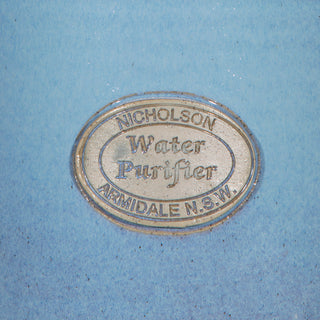 NICHOLSON
Water
Purifier
ARMIDALE N.S.W.